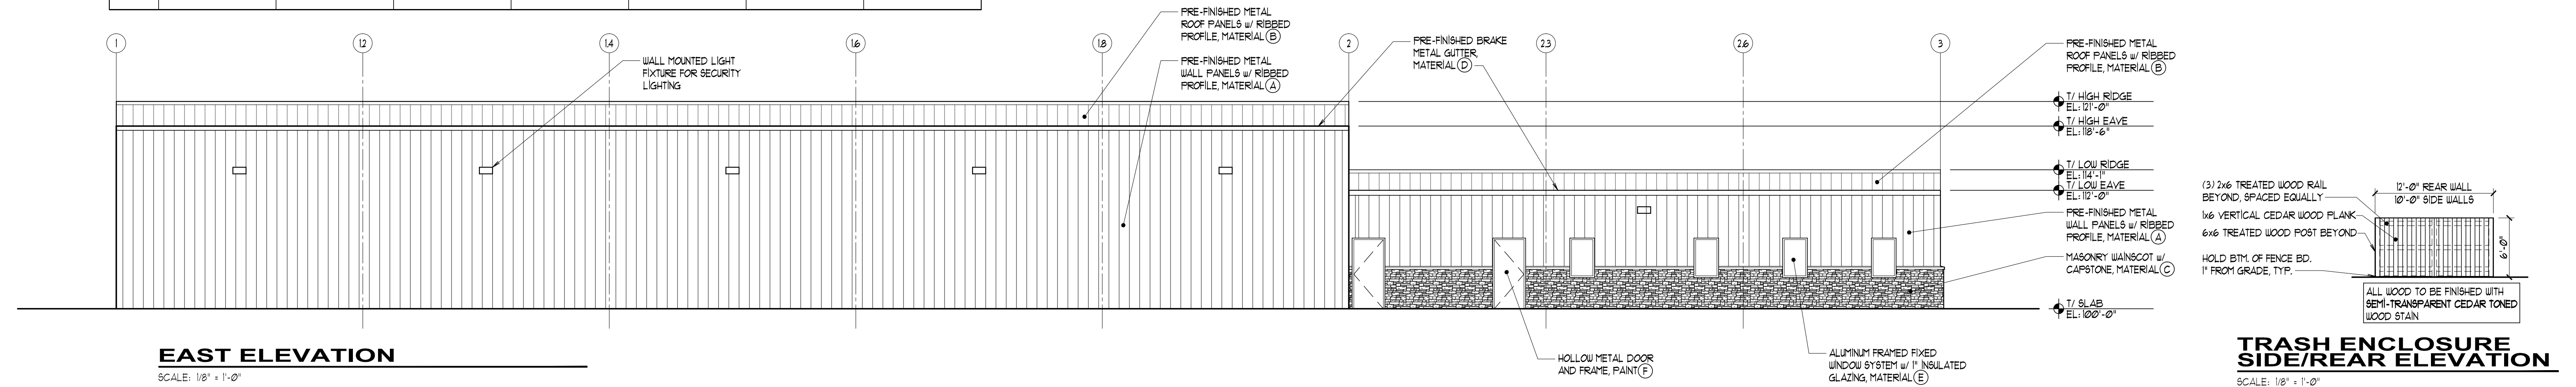 1
1.2
1.4
1.6
1.8
2
2.3
2.6
3
PRE-FINISHED METAL
ROOF PANELS w/ RIBBED
PROFILE, MATERIAL B
WALL MOUNTED LIGHT
FIXTURE FOR SECURITY
LIGHTING
PRE-FINISHED METAL
WALL PANELS w/ RIBBED
PROFILE, MATERIAL A
PRE-FINISHED BRAKE
METAL GUTTER,
MATERIAL D
PRE-FINISHED METAL
ROOF PANELS w/ RIBBED
PROFILE, MATERIAL B
T/ HIGH RIDGE
EL: 121'-0"
T/ HIGH EAVE
EL: 118'-6"
T/ LOW RIDGE
EL: 114'-1"
T/ LOW EAVE
EL: 112'-0"
PRE-FINISHED METAL
WALL PANELS w/ RIBBED
PROFILE, MATERIAL A
MASONRY WAINSCOT w/
CAPSTONE, MATERIAL C
T/ SLAB
EL: 100'-0"
HOLLOW METAL DOOR
AND FRAME, PAINT F
ALUMINUM FRAMED FIXED
WINDOW SYSTEM w/ 1" INSULATED
GLAZING, MATERIAL E
EAST ELEVATION
SCALE: 1/8" = 1'-0"
(3) 2x6 TREATED WOOD RAIL
BEYOND, SPACED EQUALLY
1x6 VERTICAL CEDAR WOOD PLANK
6x6 TREATED WOOD POST BEYOND
HOLD BTM. OF FENCE BD.
1" FROM GRADE, TYP.
12'-0" REAR WALL
10'-0" SIDE WALLS
6'-0"
ALL WOOD TO BE FINISHED WITH
SEMI-TRANSPARENT CEDAR TONED
WOOD STAIN
TRASH ENCLOSURE
SIDE/REAR ELEVATION
SCALE: 1/8" = 1'-0"